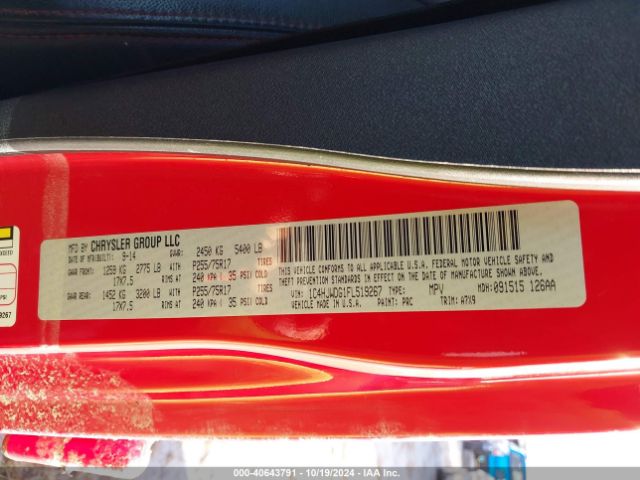 MFD BY CHRYSLER GROUP LLC
DATE OF MFR(BUILT): 9-14 GVWR: 2450 KG 5400 LB
GAWR FRONT: 1259 KG 2775 LB WITH P255/75R17 TIRES
17X7.5 RIMS AT 240 KPA( 35 PSI) COLD
GAWR REAR: 1452 KG 3200 LB WITH P255/75R17 TIRES
17X7.5 RIMS AT 240 KPA( 35 PSI) COLD
THIS VEHICLE CONFORMS TO ALL APPLICABLE U.S.A. FEDERAL MOTOR VEHICLE SAFETY,
BUMPER, AND THEFT PREVENTION STANDARDS IN EFFECT ON THE DATE OF MANUFACTURE SHOWN ABOVE.
VIN: 1C4HJWDG1FL519267 TYPE: MPV MDH: 091515 126AA
MADE IN U.S.A. PAINT: PRC TRIM: A7X9
PSI
9267
000-40643791 - 10/19/2024 - IAA Inc.